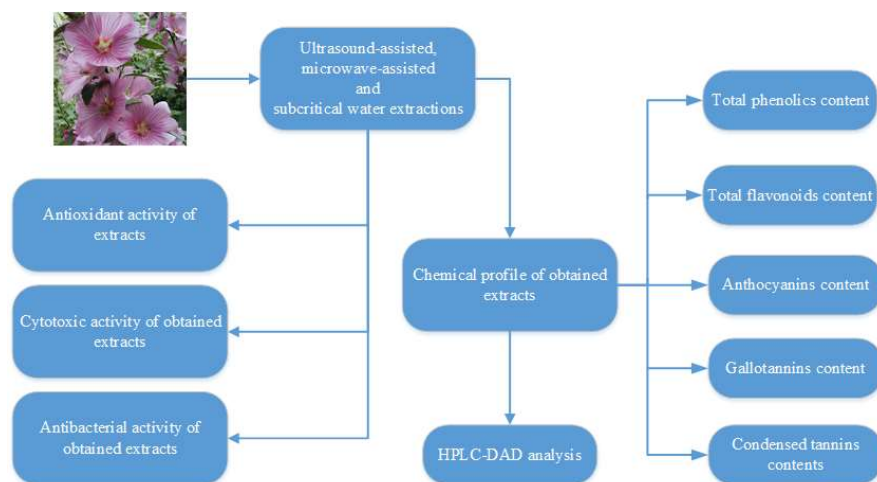 Ultrasound-assisted,
microwave-assisted
and
subcritical water extractions
Total phenolics content
Antioxidant activity of
extracts
Total flavonoids content
Chemical profile of obtained
extracts
Anthocyanins content
Cytotoxic activity of obtained
extracts
Gallotannins content
Antibacterial activity of
obtained extracts
HPLC-DAD analysis
Condensed tannins
contents